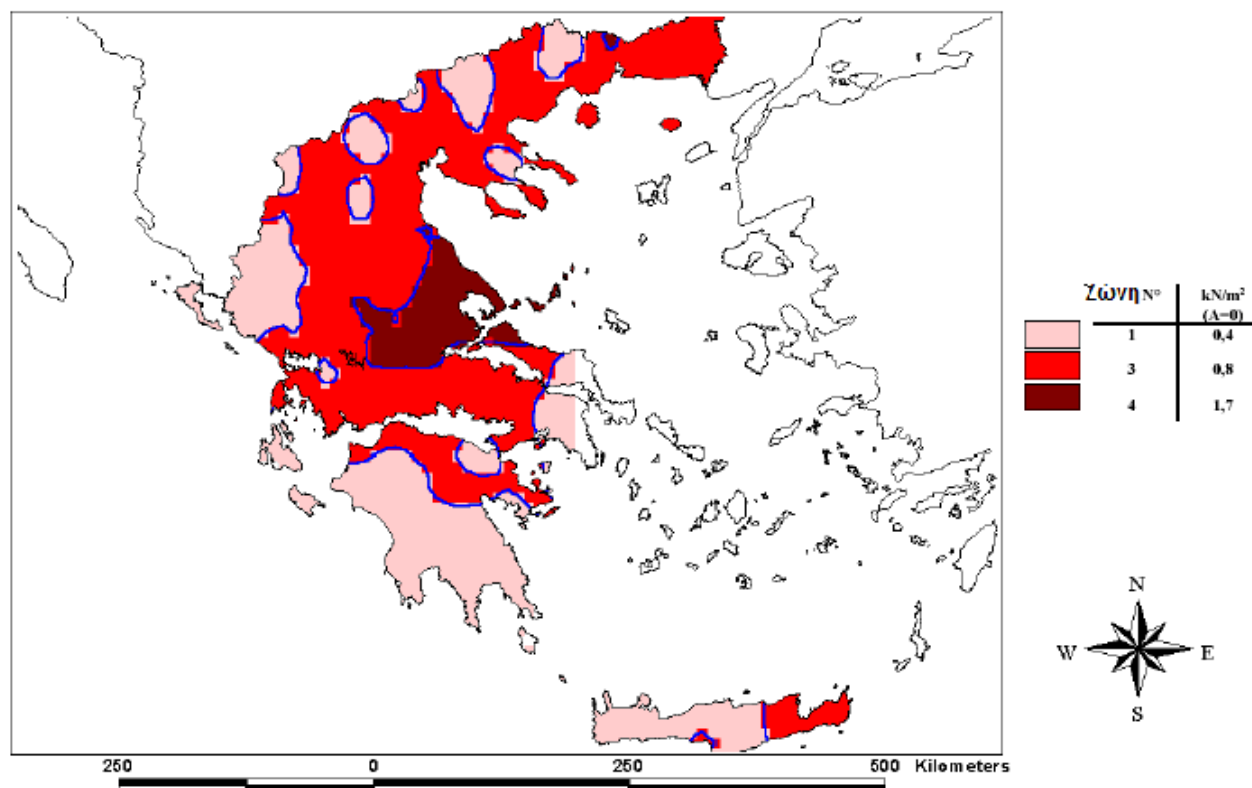 Ζώνη N° kN/m²
(A=0)
1 0,4
3 0,8
4 1,7
N
W E
S
250 0 250 500 Kilometers